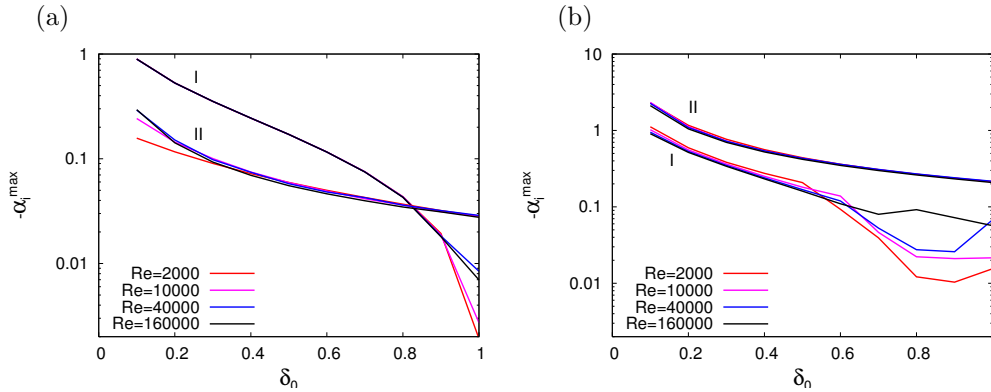 (a)
1
0.1
0.01
-αᵢᵐᵃˣ
I
II
Re=2000
Re=10000
Re=40000
Re=160000
0 0.2 0.4 0.6 0.8 1
δ₀
(b)
10
1
0.1
0.01
-αᵢᵐᵃˣ
II
I
Re=2000
Re=10000
Re=40000
Re=160000
0 0.2 0.4 0.6 0.8
δ₀